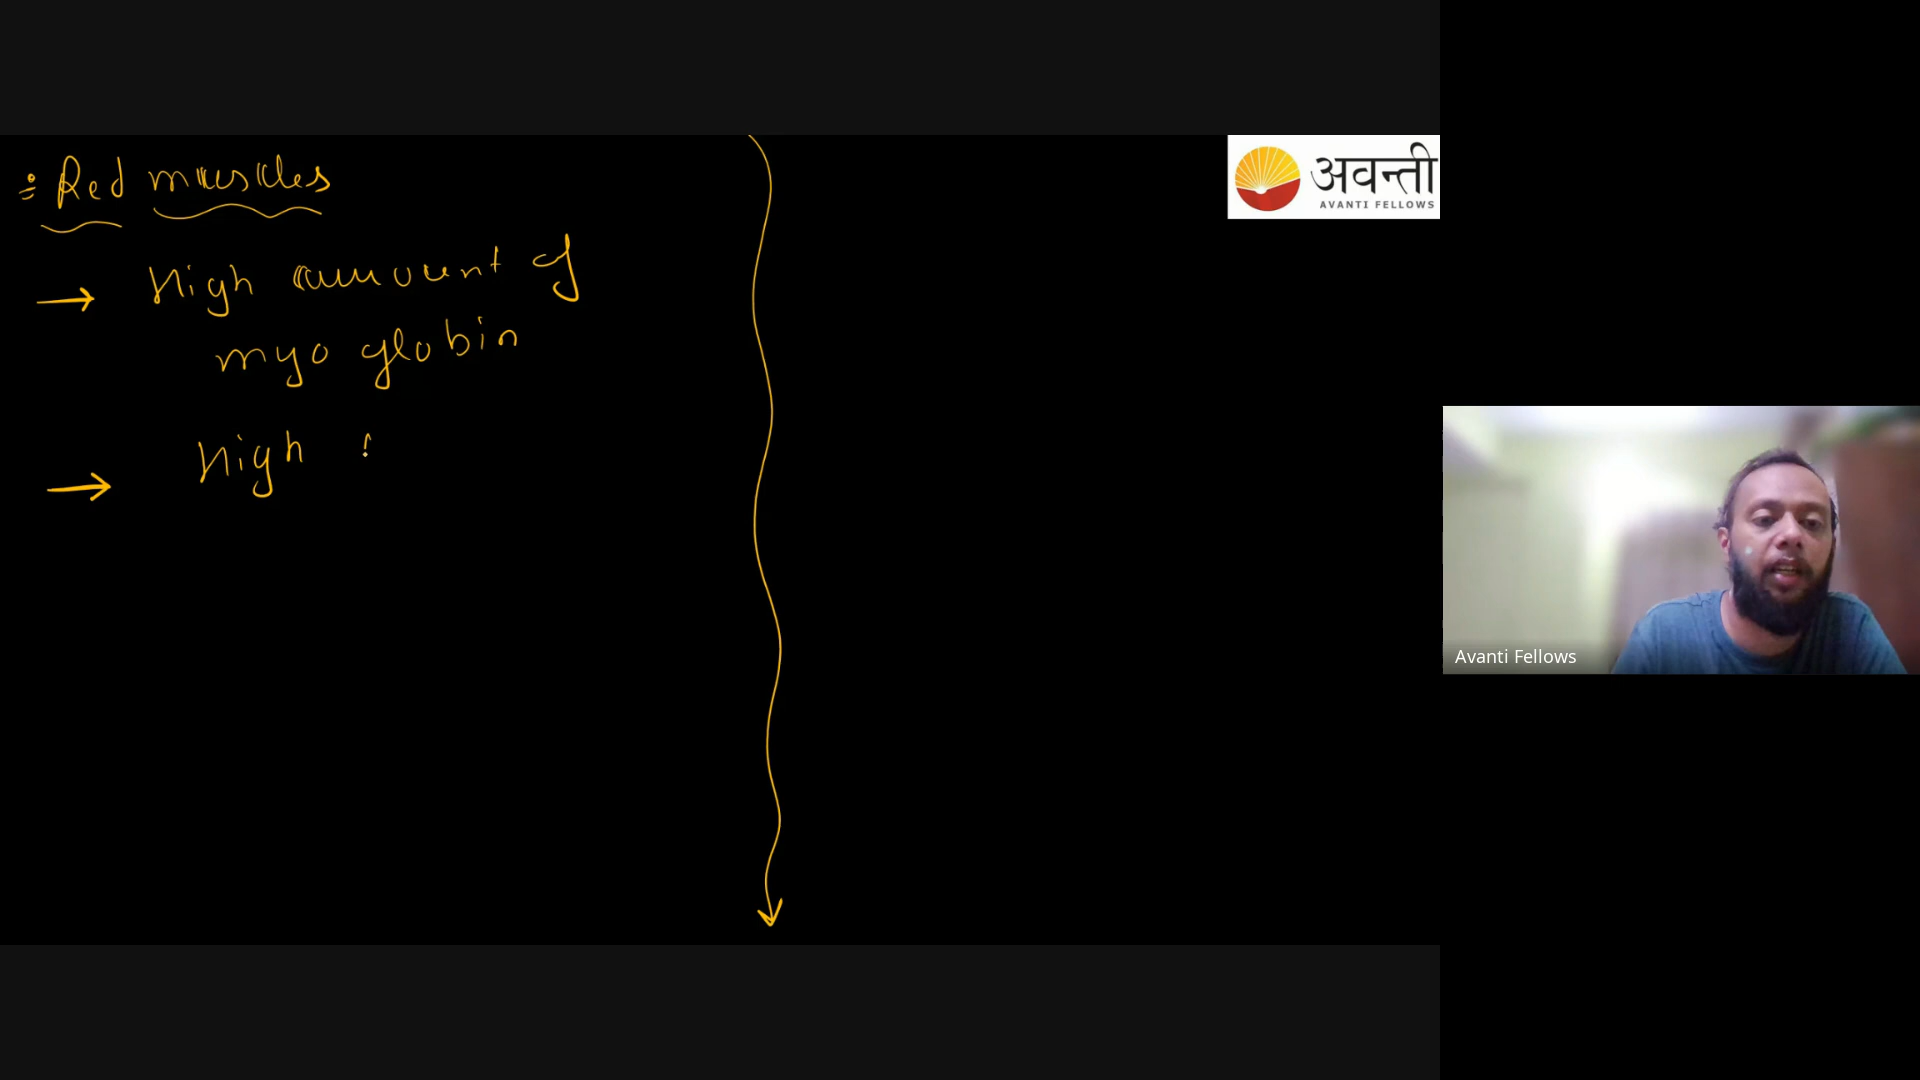 Red muscles
→ High amount of
myo globin
→ High
अवन्ती
AVANTI FELLOWS
Avanti Fellows